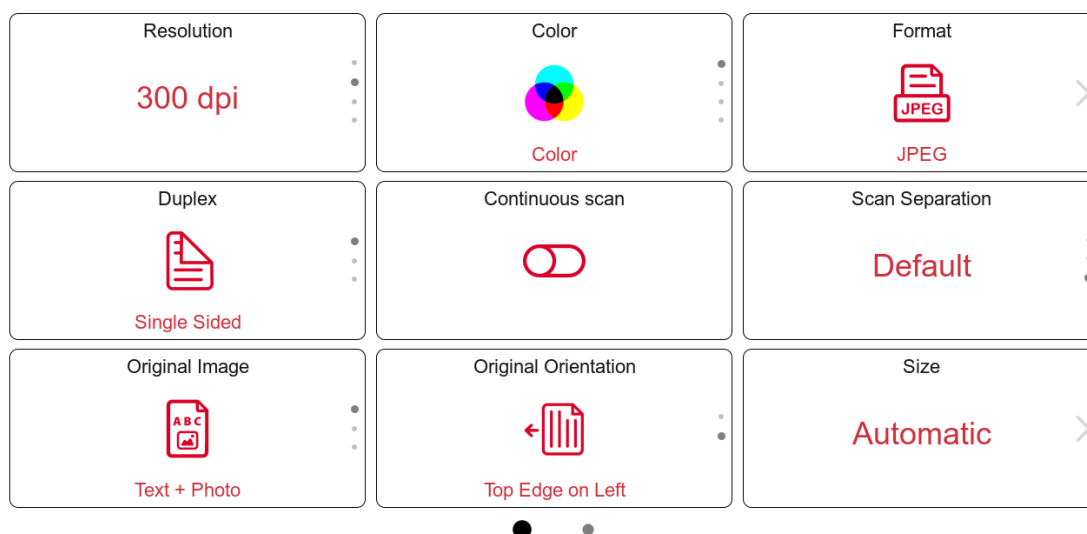 Resolution
300 dpi
Color
Color
Format
JPEG
JPEG
Duplex
Single Sided
Continuous scan
Scan Separation
Default
Original Image
ABC
Text + Photo
Original Orientation
Top Edge on Left
Size
Automatic